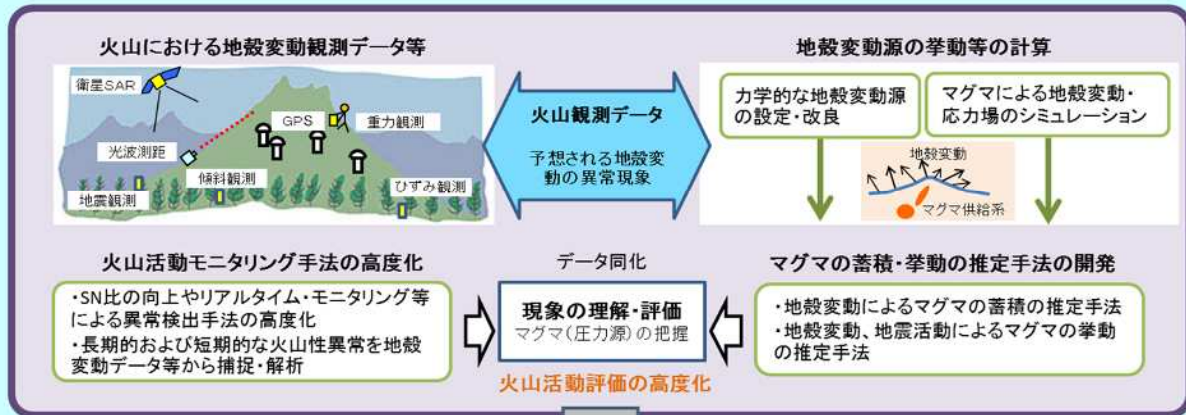 火山における地殻変動観測データ等
衛星SAR
GPS
重力観測
光波測距
傾斜観測
地震観測
ひずみ観測
火山観測データ
予想される地殻変
動の異常現象
地殻変動源の挙動等の計算
力学的な地殻変動源
の設定・改良
マグマによる地殻変動・
応力場のシミュレーション
地殻変動
マグマ供給系
火山活動モニタリング手法の高度化
・SN比の向上やリアルタイム・モニタリング等
による異常検出手法の高度化
・長期的および短期的な火山性異常を地殻
変動データ等から捕捉・解析
データ同化
現象の理解・評価
マグマ(圧力源)の把握
火山活動評価の高度化
マグマの蓄積・挙動の推定手法の開発
・地殻変動によるマグマの蓄積の推定手法
・地殻変動、地震活動によるマグマの挙動
の推定手法